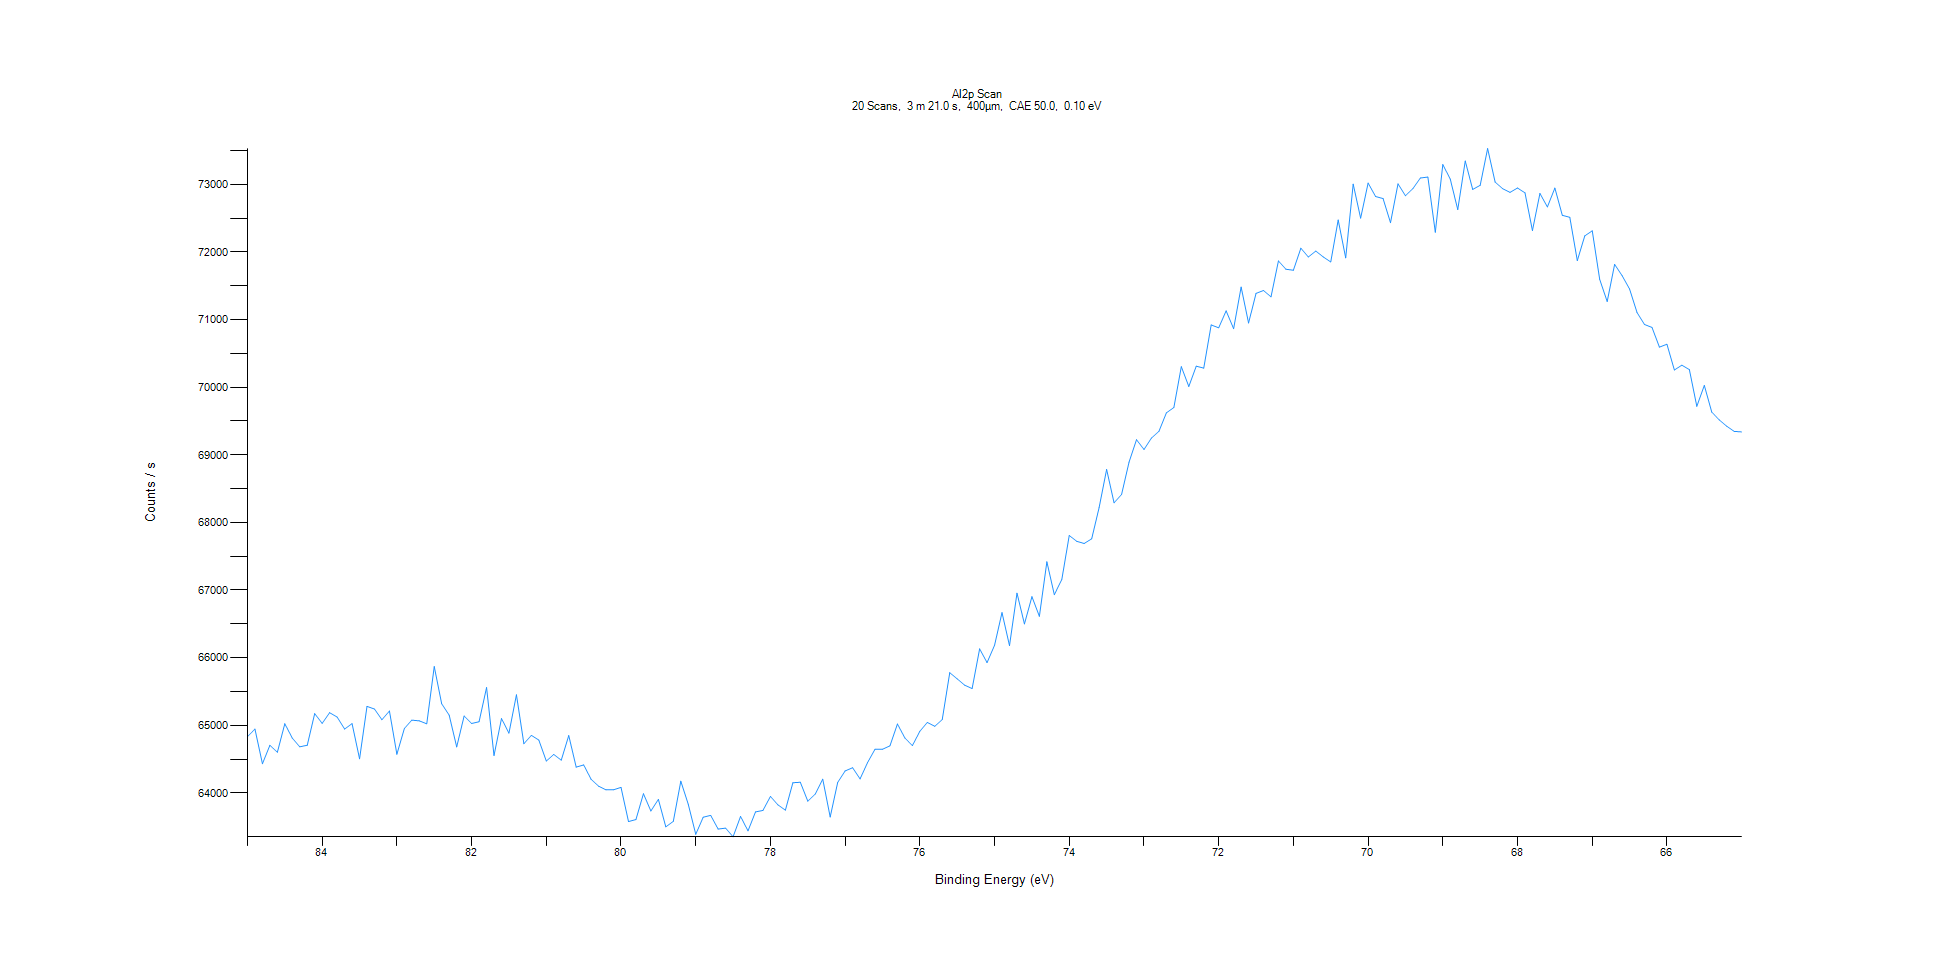 Al2p Scan
20 Scans, 3 m 21.0 s, 400µm, CAE 50.0, 0.10 eV
73000
72000
71000
70000
69000
68000
67000
66000
65000
64000
Counts / s
84 82 80 78 76 74 72 70 68 66
Binding Energy (eV)